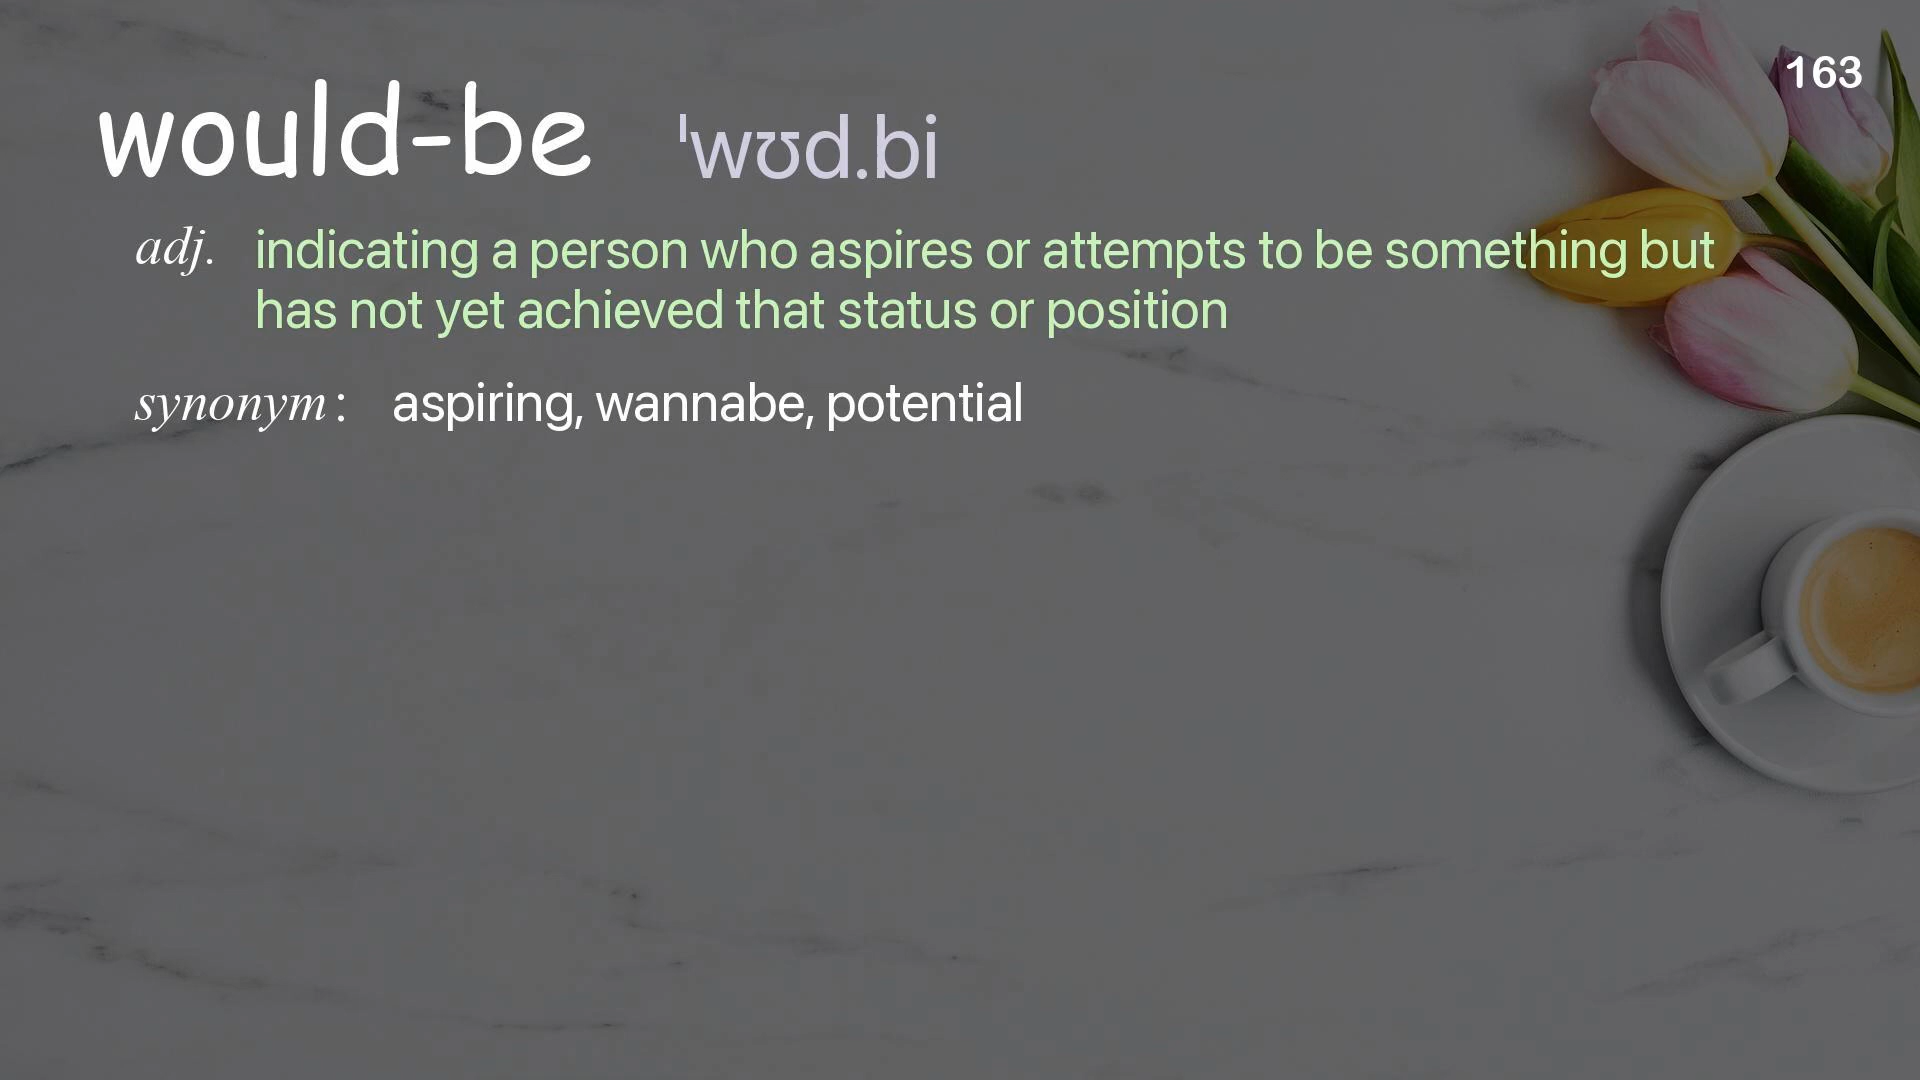 163
would-be ˈwʊd.bi
adj. indicating a person who aspires or attempts to be something but
has not yet achieved that status or position
synonym: aspiring, wannabe, potential